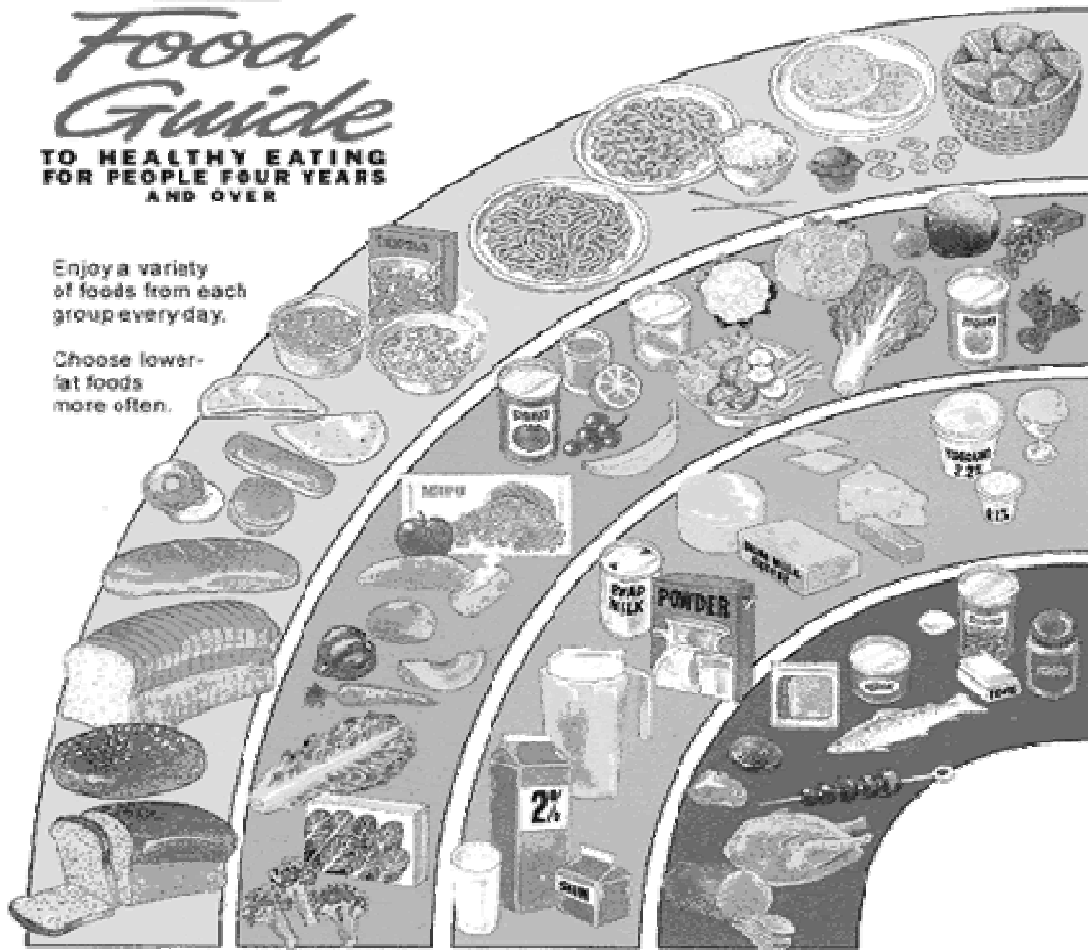 Food
Guide
TO HEALTHY EATING
FOR PEOPLE FOUR YEARS
AND OVER
Enjoy a variety
of foods from each
group every day.
Choose lower-
fat foods
more often.
POWDER
MILK
2%
SKIM